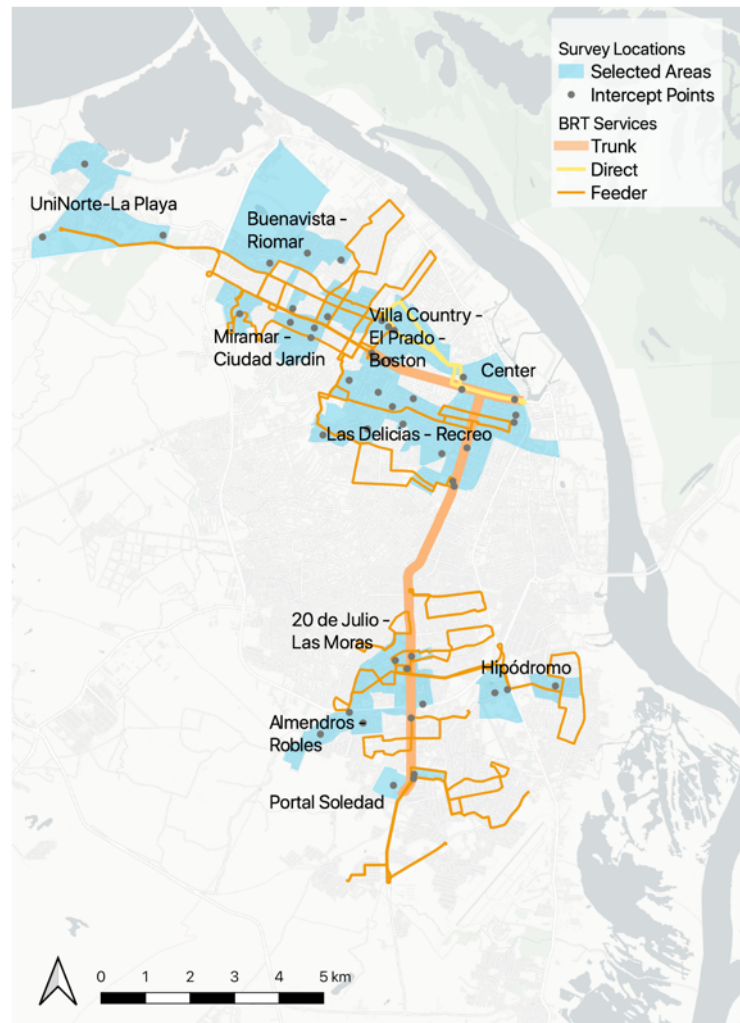 Survey Locations
Selected Areas
Intercept Points
BRT Services
Trunk
Direct
Feeder
UniNorte-La Playa
Buenavista -
Riomar
Villa Country -
El Prado -
Boston
Miramar -
Ciudad Jardin
Center
Las Delicias - Recreo
20 de Julio -
Las Moras
Hipódromo
Almendros -
Robles
Portal Soledad
0 1 2 3 4 5 km